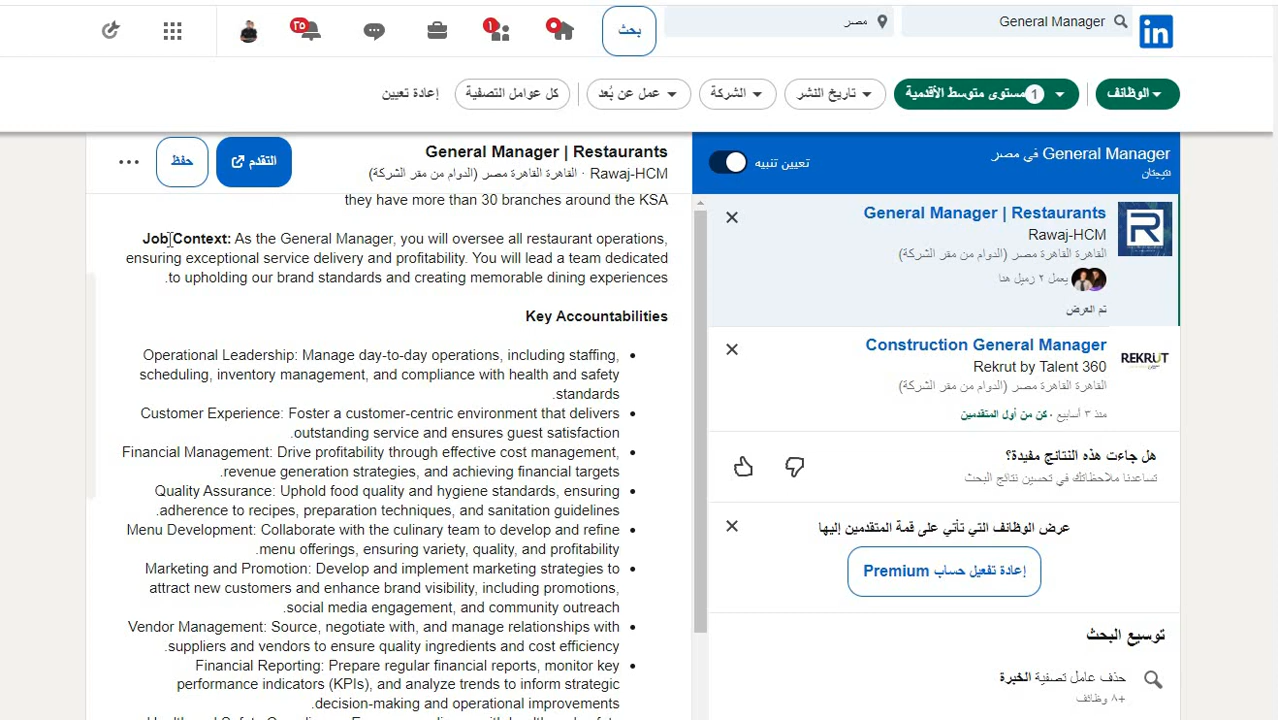 General Manager
مصر
بحث
١
٢٥
الوظائف
مستوى متوسط الأقدمية 1
تاريخ النشر
الشركة
عمل عن بُعد
كل عوامل التصفية
إعادة تعيين
General Manager في مصر
نتيجتان
تعيين تنبيه
General Manager | Restaurants
Rawaj-HCM
القاهرة القاهرة مصر (الدوام من مقر الشركة)
يعمل ٢ زميل هنا
تم العرض
Construction General Manager
Rekrut by Talent 360
القاهرة القاهرة مصر (الدوام من مقر الشركة)
منذ ٣ أسابيع · كن من أول المتقدمين
REKRUT
هل جاءت هذه النتائج مفيدة؟
تساعدنا ملاحظاتك في تحسين نتائج البحث
عرض الوظائف التي تأتي على قمة المتقدمين إليها
إعادة تفعيل حساب Premium
توسيع البحث
حذف عامل تصفية الخبرة
+٨ وظائف
General Manager | Restaurants
Rawaj-HCM · القاهرة القاهرة مصر (الدوام من مقر الشركة)
التقدم
حفظ
they have more than 30 branches around the KSA
Job Context: As the General Manager, you will oversee all restaurant operations,
ensuring exceptional service delivery and profitability. You will lead a team dedicated
.to upholding our brand standards and creating memorable dining experiences
Key Accountabilities
Operational Leadership: Manage day-to-day operations, including staffing,
scheduling, inventory management, and compliance with health and safety
.standards
Customer Experience: Foster a customer-centric environment that delivers
.outstanding service and ensures guest satisfaction
Financial Management: Drive profitability through effective cost management,
.revenue generation strategies, and achieving financial targets
Quality Assurance: Uphold food quality and hygiene standards, ensuring
.adherence to recipes, preparation techniques, and sanitation guidelines
Menu Development: Collaborate with the culinary team to develop and refine
.menu offerings, ensuring variety, quality, and profitability
Marketing and Promotion: Develop and implement marketing strategies to
attract new customers and enhance brand visibility, including promotions,
.social media engagement, and community outreach
Vendor Management: Source, negotiate with, and manage relationships with
.suppliers and vendors to ensure quality ingredients and cost efficiency
Financial Reporting: Prepare regular financial reports, monitor key
performance indicators (KPIs), and analyze trends to inform strategic
.decision-making and operational improvements